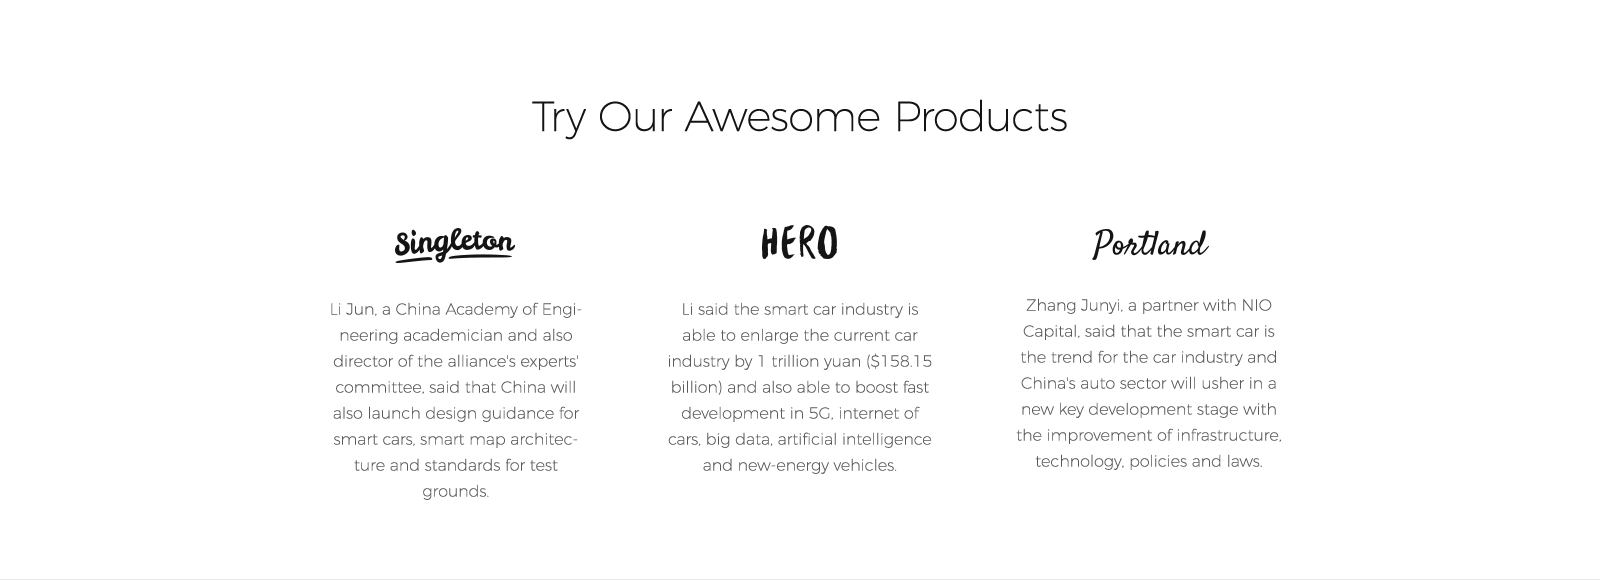 Try Our Awesome Products
Singleton
Li Jun, a China Academy of Engi-
neering academician and also
director of the alliance's experts'
committee, said that China will
also launch design guidance for
smart cars, smart map architec-
ture and standards for test
grounds.
HERO
Li said the smart car industry is
able to enlarge the current car
industry by 1 trillion yuan ($158.15
billion) and also able to boost fast
development in 5G, internet of
cars, big data, artificial intelligence
and new-energy vehicles.
Portland
Zhang Junyi, a partner with NIO
Capital, said that the smart car is
the trend for the car industry and
China's auto sector will usher in a
new key development stage with
the improvement of infrastructure,
technology, policies and laws.